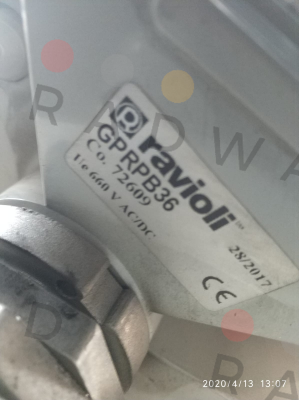 ravioli
GPRPB36
Co. 72609
Ue 660 V AC/DC
28/2017
CE
2020/4/13 13:07